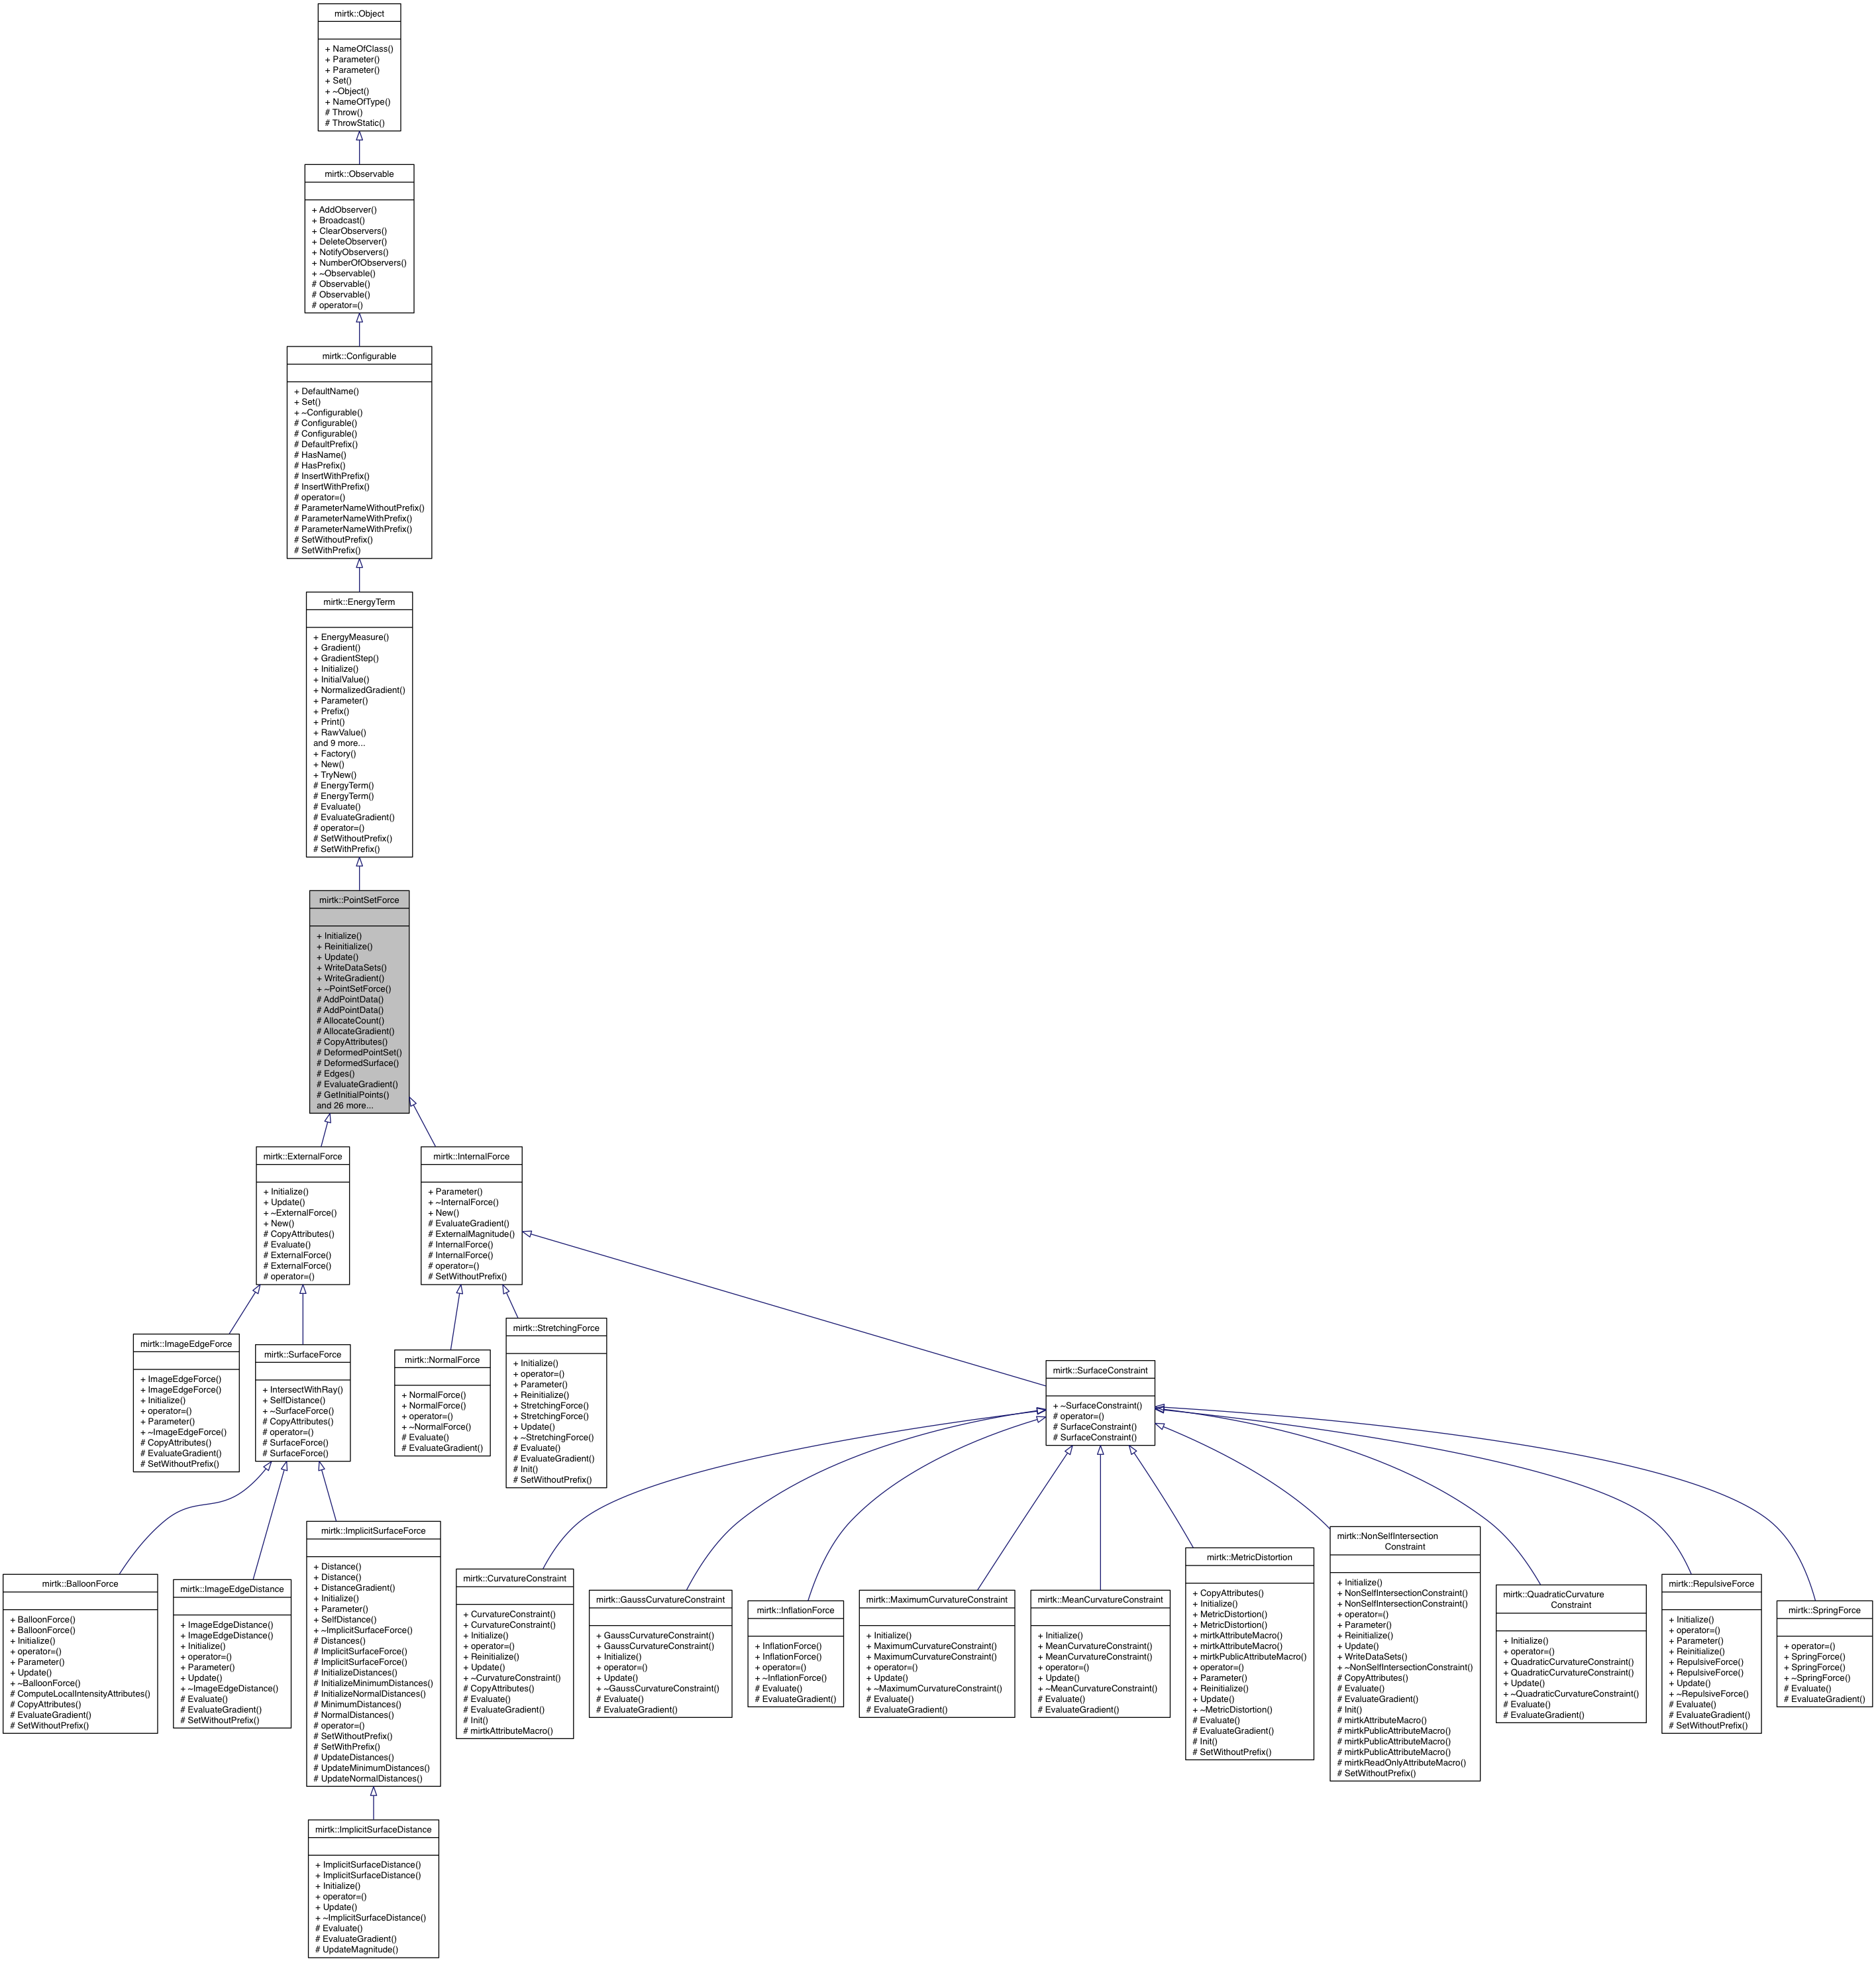 mirtk::Object
+ NameOfClass()
+ Parameter()
+ Parameter()
+ Set()
+ ~Object()
+ NameOfType()
# Throw()
# ThrowStatic()
mirtk::Observable
+ AddObserver()
+ Broadcast()
+ ClearObservers()
+ DeleteObserver()
+ NotifyObservers()
+ NumberOfObservers()
+ ~Observable()
# Observable()
# Observable()
# operator=()
mirtk::Configurable
+ DefaultName()
+ Set()
+ ~Configurable()
# Configurable()
# Configurable()
# DefaultPrefix()
# HasName()
# HasPrefix()
# InsertWithPrefix()
# InsertWithPrefix()
# operator=()
# ParameterNameWithoutPrefix()
# ParameterNameWithPrefix()
# ParameterNameWithPrefix()
# SetWithoutPrefix()
# SetWithPrefix()
mirtk::EnergyTerm
+ EnergyMeasure()
+ Gradient()
+ GradientStep()
+ Initialize()
+ InitialValue()
+ NormalizedGradient()
+ Parameter()
+ Prefix()
+ Print()
+ RawValue()
and 9 more...
+ Factory()
+ New()
+ TryNew()
# EnergyTerm()
# EnergyTerm()
# Evaluate()
# EvaluateGradient()
# operator=()
# SetWithoutPrefix()
# SetWithPrefix()
mirtk::PointSetForce
+ Initialize()
+ Reinitialize()
+ Update()
+ WriteDataSets()
+ WriteGradient()
+ ~PointSetForce()
# AddPointData()
# AddPointData()
# AllocateCount()
# AllocateGradient()
# CopyAttributes()
# DeformedPointSet()
# DeformedSurface()
# Edges()
# EvaluateGradient()
# GetInitialPoints()
and 26 more...
mirtk::ExternalForce
+ Initialize()
+ Update()
+ ~ExternalForce()
+ New()
# CopyAttributes()
# Evaluate()
# ExternalForce()
# ExternalForce()
# operator=()
mirtk::InternalForce
+ Parameter()
+ ~InternalForce()
+ New()
# EvaluateGradient()
# ExternalMagnitude()
# InternalForce()
# InternalForce()
# operator=()
# SetWithoutPrefix()
mirtk::ImageEdgeForce
+ ImageEdgeForce()
+ ImageEdgeForce()
+ Initialize()
+ operator=()
+ Parameter()
+ ~ImageEdgeForce()
# CopyAttributes()
# EvaluateGradient()
# SetWithoutPrefix()
mirtk::SurfaceForce
+ IntersectWithRay()
+ SelfDistance()
+ ~SurfaceForce()
# CopyAttributes()
# operator=()
# SurfaceForce()
# SurfaceForce()
mirtk::NormalForce
+ NormalForce()
+ NormalForce()
+ operator=()
+ ~NormalForce()
# Evaluate()
# EvaluateGradient()
mirtk::StretchingForce
+ Initialize()
+ operator=()
+ Parameter()
+ Reinitialize()
+ StretchingForce()
+ StretchingForce()
+ Update()
+ ~StretchingForce()
# Evaluate()
# EvaluateGradient()
# Init()
# SetWithoutPrefix()
mirtk::SurfaceConstraint
+ ~SurfaceConstraint()
# operator=()
# SurfaceConstraint()
# SurfaceConstraint()
mirtk::BalloonForce
+ BalloonForce()
+ BalloonForce()
+ Initialize()
+ operator=()
+ Parameter()
+ Update()
+ ~BalloonForce()
# ComputeLocalIntensityAttributes()
# CopyAttributes()
# EvaluateGradient()
# SetWithoutPrefix()
mirtk::ImageEdgeDistance
+ ImageEdgeDistance()
+ ImageEdgeDistance()
+ Initialize()
+ operator=()
+ Parameter()
+ Update()
+ ~ImageEdgeDistance()
# Evaluate()
# EvaluateGradient()
# SetWithoutPrefix()
mirtk::ImplicitSurfaceForce
+ Distance()
+ Distance()
+ DistanceGradient()
+ Initialize()
+ Parameter()
+ SelfDistance()
+ ~ImplicitSurfaceForce()
# Distances()
# ImplicitSurfaceForce()
# ImplicitSurfaceForce()
# InitializeDistances()
# InitializeMinimumDistances()
# InitializeNormalDistances()
# MinimumDistances()
# NormalDistances()
# operator=()
# SetWithoutPrefix()
# SetWithPrefix()
# UpdateDistances()
# UpdateMinimumDistances()
# UpdateNormalDistances()
mirtk::CurvatureConstraint
+ CurvatureConstraint()
+ CurvatureConstraint()
+ Initialize()
+ operator=()
+ Reinitialize()
+ Update()
+ ~CurvatureConstraint()
# CopyAttributes()
# Evaluate()
# EvaluateGradient()
# Init()
# mirtkAttributeMacro()
mirtk::GaussCurvatureConstraint
+ GaussCurvatureConstraint()
+ GaussCurvatureConstraint()
+ Initialize()
+ operator=()
+ Update()
+ ~GaussCurvatureConstraint()
# Evaluate()
# EvaluateGradient()
mirtk::InflationForce
+ InflationForce()
+ InflationForce()
+ operator=()
+ ~InflationForce()
# Evaluate()
# EvaluateGradient()
mirtk::MaximumCurvatureConstraint
+ Initialize()
+ MaximumCurvatureConstraint()
+ MaximumCurvatureConstraint()
+ operator=()
+ Update()
+ ~MaximumCurvatureConstraint()
# Evaluate()
# EvaluateGradient()
mirtk::MeanCurvatureConstraint
+ Initialize()
+ MeanCurvatureConstraint()
+ MeanCurvatureConstraint()
+ operator=()
+ Update()
+ ~MeanCurvatureConstraint()
# Evaluate()
# EvaluateGradient()
mirtk::MetricDistortion
+ CopyAttributes()
+ Initialize()
+ MetricDistortion()
+ MetricDistortion()
+ mirtkAttributeMacro()
+ mirtkAttributeMacro()
+ mirtkPublicAttributeMacro()
+ operator=()
+ Parameter()
+ Reinitialize()
+ Update()
+ ~MetricDistortion()
# Evaluate()
# EvaluateGradient()
# Init()
# SetWithoutPrefix()
mirtk::NonSelfIntersection
Constraint
+ Initialize()
+ NonSelfIntersectionConstraint()
+ NonSelfIntersectionConstraint()
+ operator=()
+ Parameter()
+ Reinitialize()
+ Update()
+ WriteDataSets()
+ ~NonSelfIntersectionConstraint()
# CopyAttributes()
# Evaluate()
# EvaluateGradient()
# Init()
# mirtkAttributeMacro()
# mirtkPublicAttributeMacro()
# mirtkPublicAttributeMacro()
# mirtkPublicAttributeMacro()
# mirtkReadOnlyAttributeMacro()
# SetWithoutPrefix()
mirtk::QuadraticCurvature
Constraint
+ Initialize()
+ operator=()
+ QuadraticCurvatureConstraint()
+ QuadraticCurvatureConstraint()
+ Update()
+ ~QuadraticCurvatureConstraint()
# Evaluate()
# EvaluateGradient()
mirtk::RepulsiveForce
+ Initialize()
+ operator=()
+ Parameter()
+ Reinitialize()
+ RepulsiveForce()
+ RepulsiveForce()
+ Update()
+ ~RepulsiveForce()
# Evaluate()
# EvaluateGradient()
# SetWithoutPrefix()
mirtk::SpringForce
+ operator=()
+ SpringForce()
+ SpringForce()
+ ~SpringForce()
# Evaluate()
# EvaluateGradient()
mirtk::ImplicitSurfaceDistance
+ ImplicitSurfaceDistance()
+ ImplicitSurfaceDistance()
+ Initialize()
+ operator=()
+ Update()
+ ~ImplicitSurfaceDistance()
# Evaluate()
# EvaluateGradient()
# UpdateMagnitude()